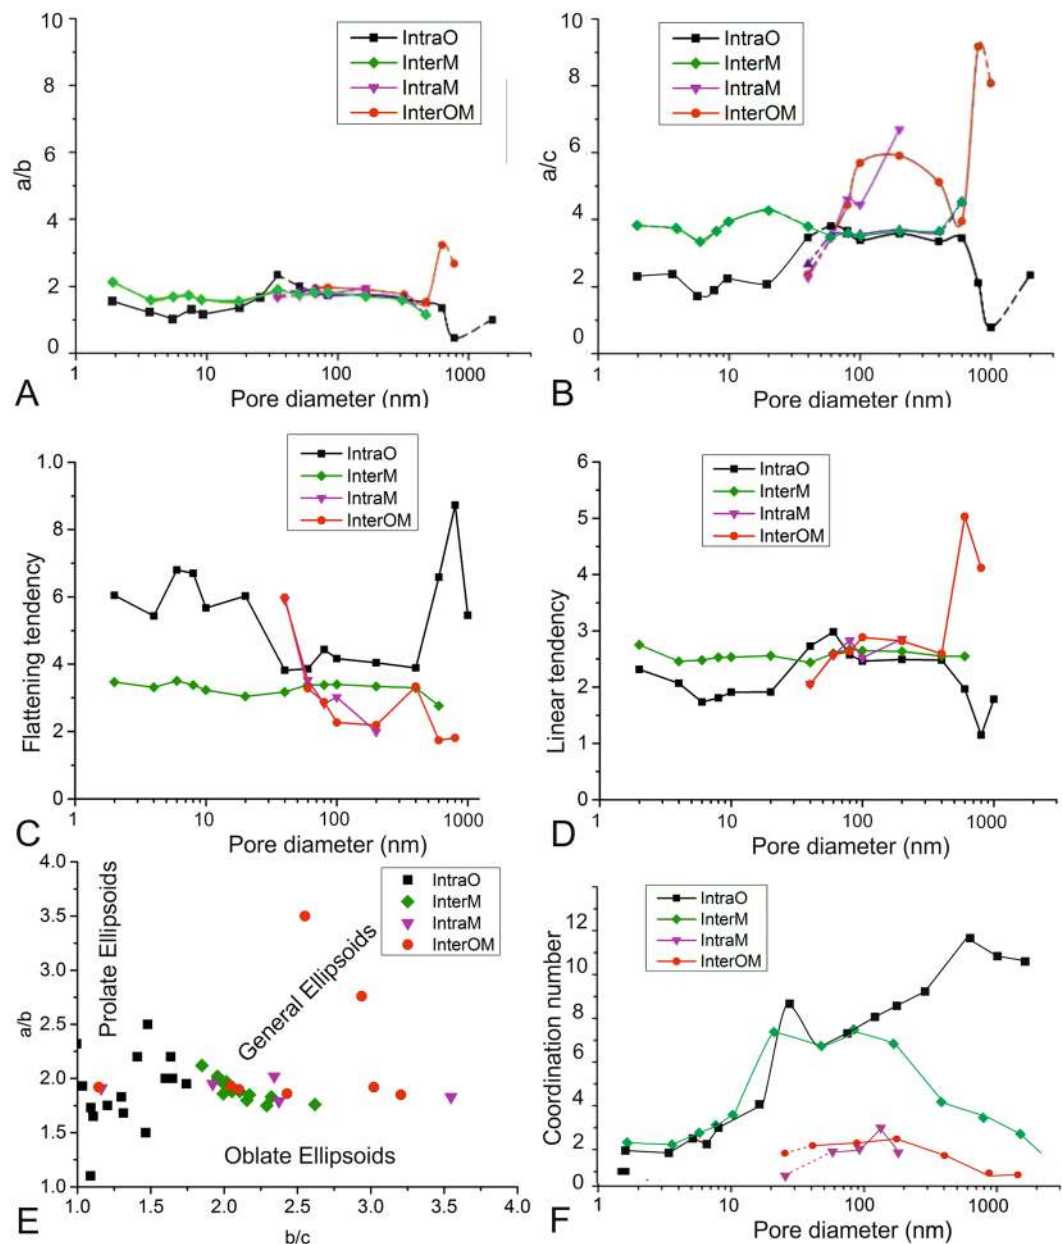 10
8
6
4
2
0
a/b
IntraO
InterM
IntraM
InterOM
1
10
100
1000
Pore diameter (nm)
A
10
8
6
4
2
0
a/c
IntraO
InterM
IntraM
InterOM
1
10
100
1000
Pore diameter (nm)
B
1.0
8
6
4
2
0
Flattening tendency
IntraO
InterM
IntraM
InterOM
1
10
100
1000
Pore diameter (nm)
C
6
5
4
3
2
1
0
Linear tendency
IntraO
InterM
IntraM
InterOM
1
10
100
1000
Pore diameter (nm)
D
4.0
3.5
3.0
2.5
2.0
1.5
1.0
a/b
Prolate Ellipsoids
General Ellipsoids
Oblate Ellipsoids
IntraO
InterM
IntraM
InterOM
1.0
1.5
2.0
2.5
3.0
3.5
4.0
b/c
E
12
10
8
6
4
2
0
Coordination number
IntraO
InterM
IntraM
InterOM
1
10
100
1000
Pore diameter (nm)
F